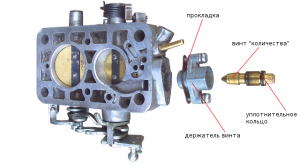 прокладка
винт "количества"
уплотнительное
кольцо
держатель винта